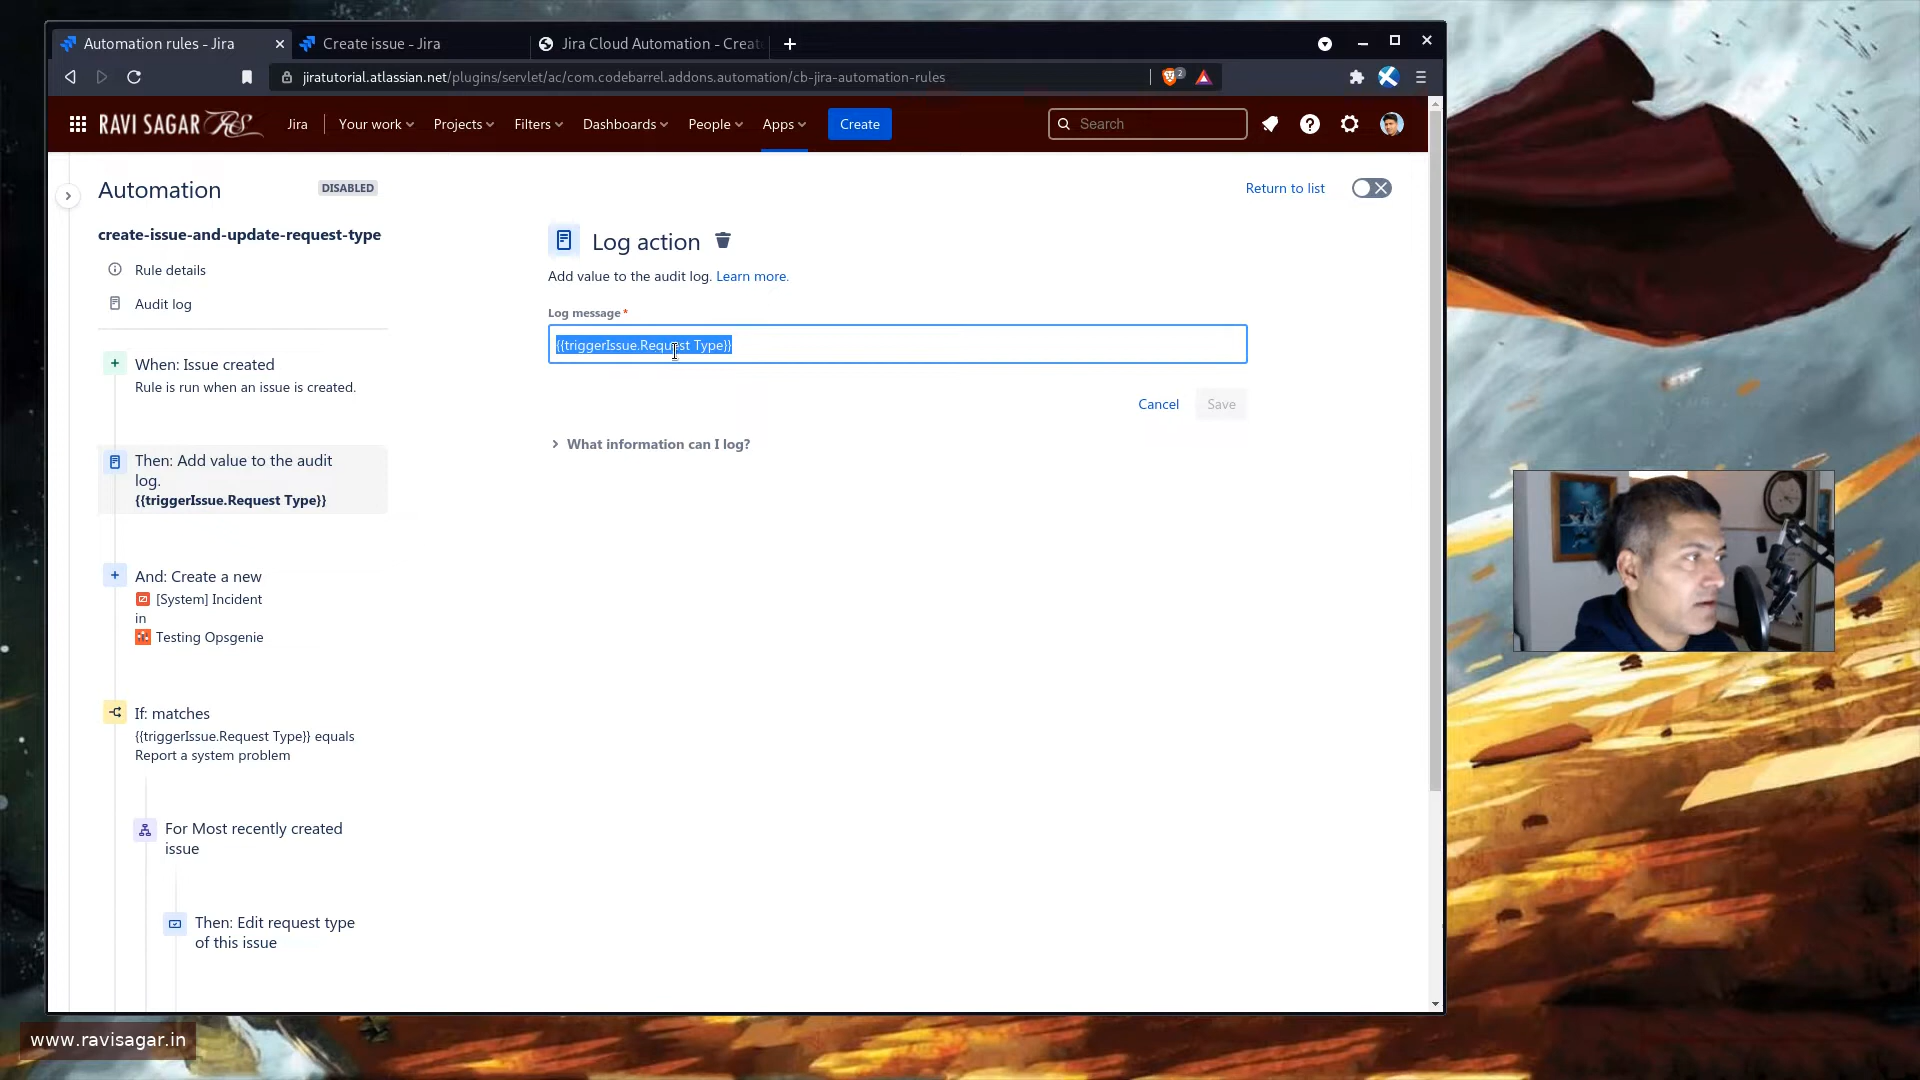 Automation rules - Jira
Create issue - Jira
Jira Cloud Automation - Creat
jiratutorial.atlassian.net/plugins/servlet/ac/com.codebarrel.addons.automation/cb-jira-automation-rules
2
RAVI SAGAR RS
Jira
Your work
Projects
Filters
Dashboards
People
Apps
Create
Search
Automation
DISABLED
Return to list
create-issue-and-update-request-type
Rule details
Audit log
Log action
Add value to the audit log. Learn more.
Log message *
{{triggerIssue.Request Type}}
Cancel
Save
What information can I log?
When: Issue created
Rule is run when an issue is created.
Then: Add value to the audit
log.
{{triggerIssue.Request Type}}
And: Create a new
[System] Incident
in
Testing Opsgenie
If: matches
{{triggerIssue.Request Type}} equals
Report a system problem
For Most recently created
issue
Then: Edit request type
of this issue
www.ravisagar.in